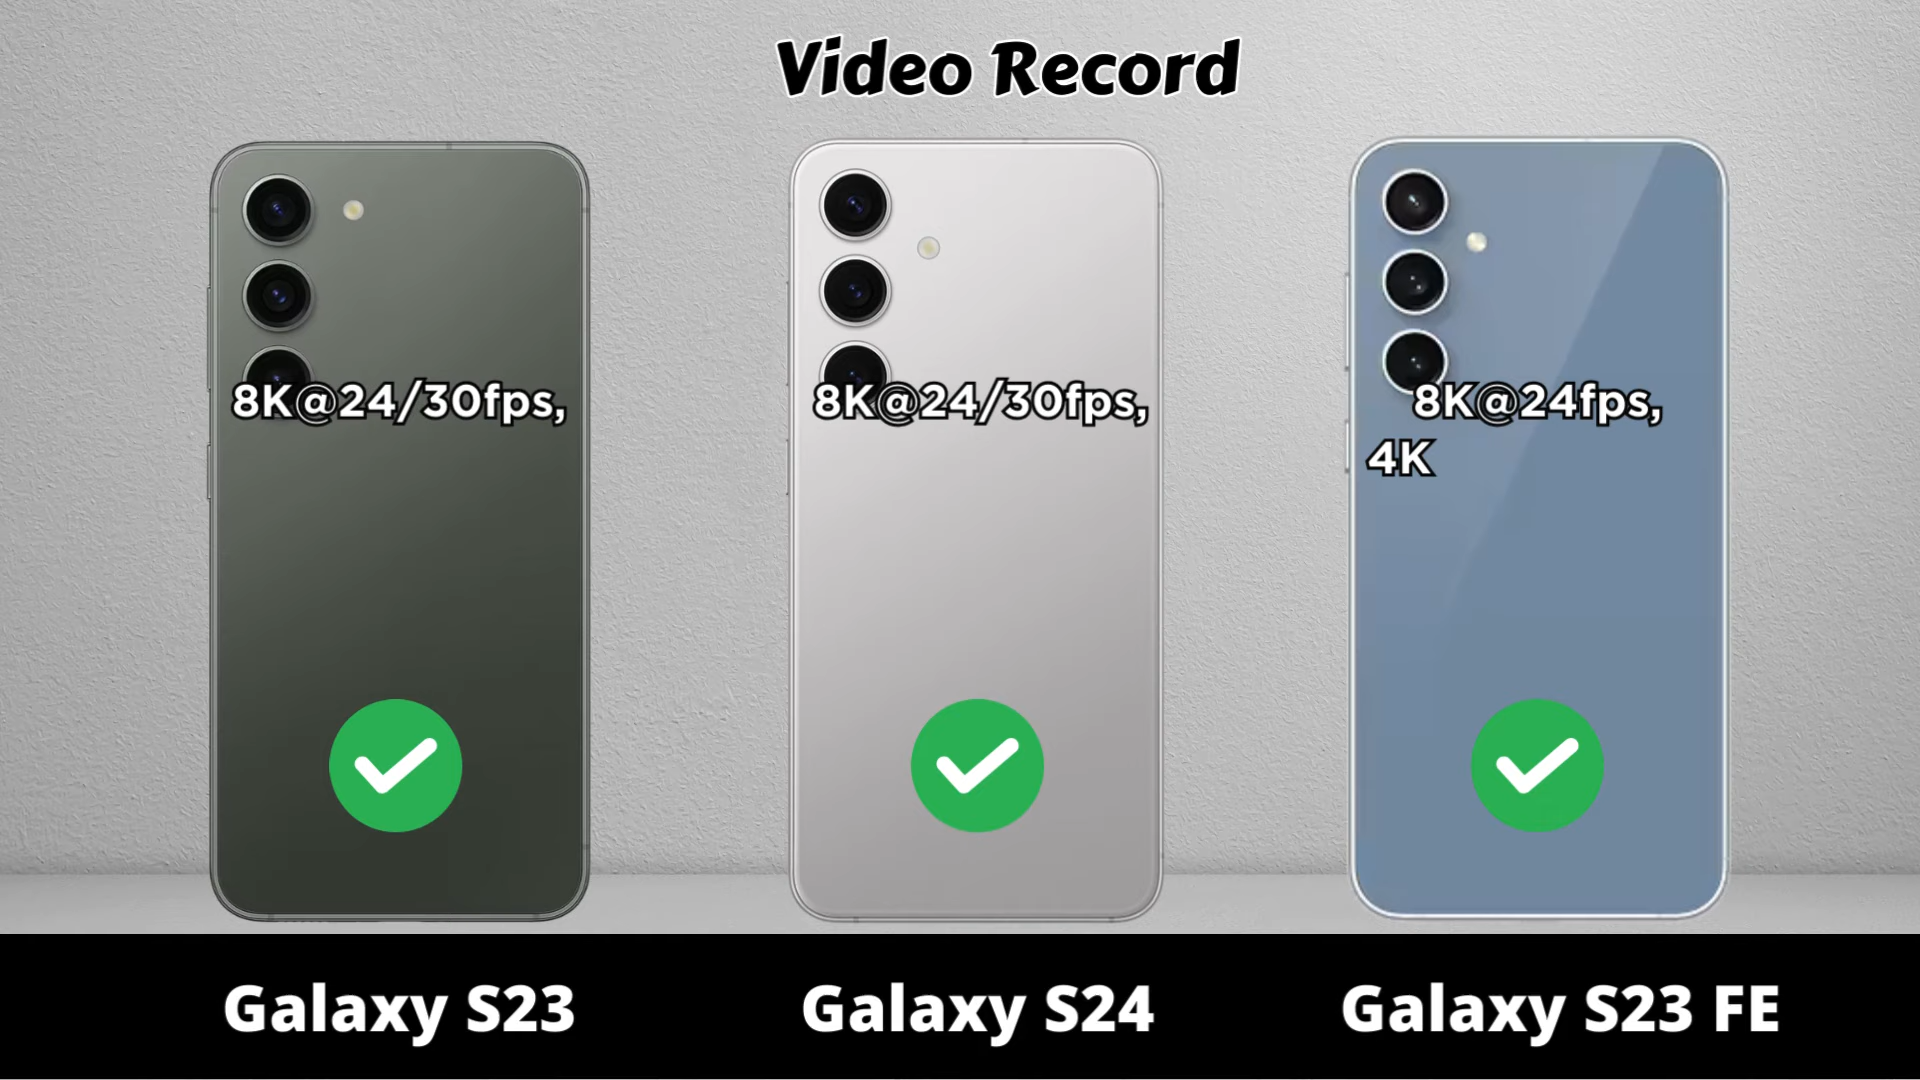 Video Record
8K@24/30fps,
8K@24/30fps,
8K@24fps,
4K
Galaxy S23
Galaxy S24
Galaxy S23 FE